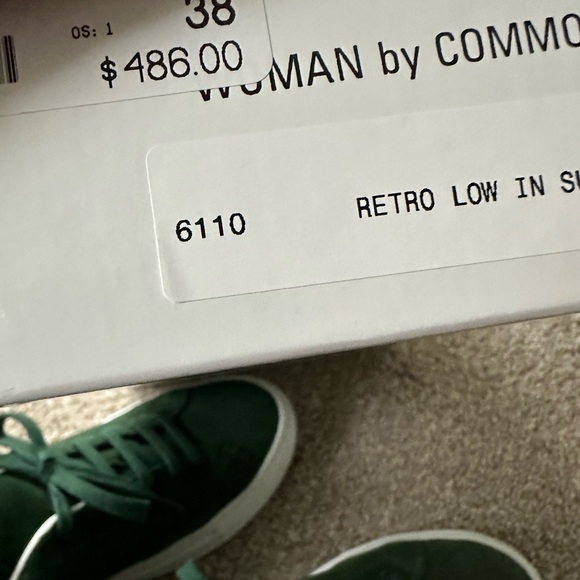 38
OS: 1
$486.00
WOMAN by COMMO
6110 RETRO LOW IN SU